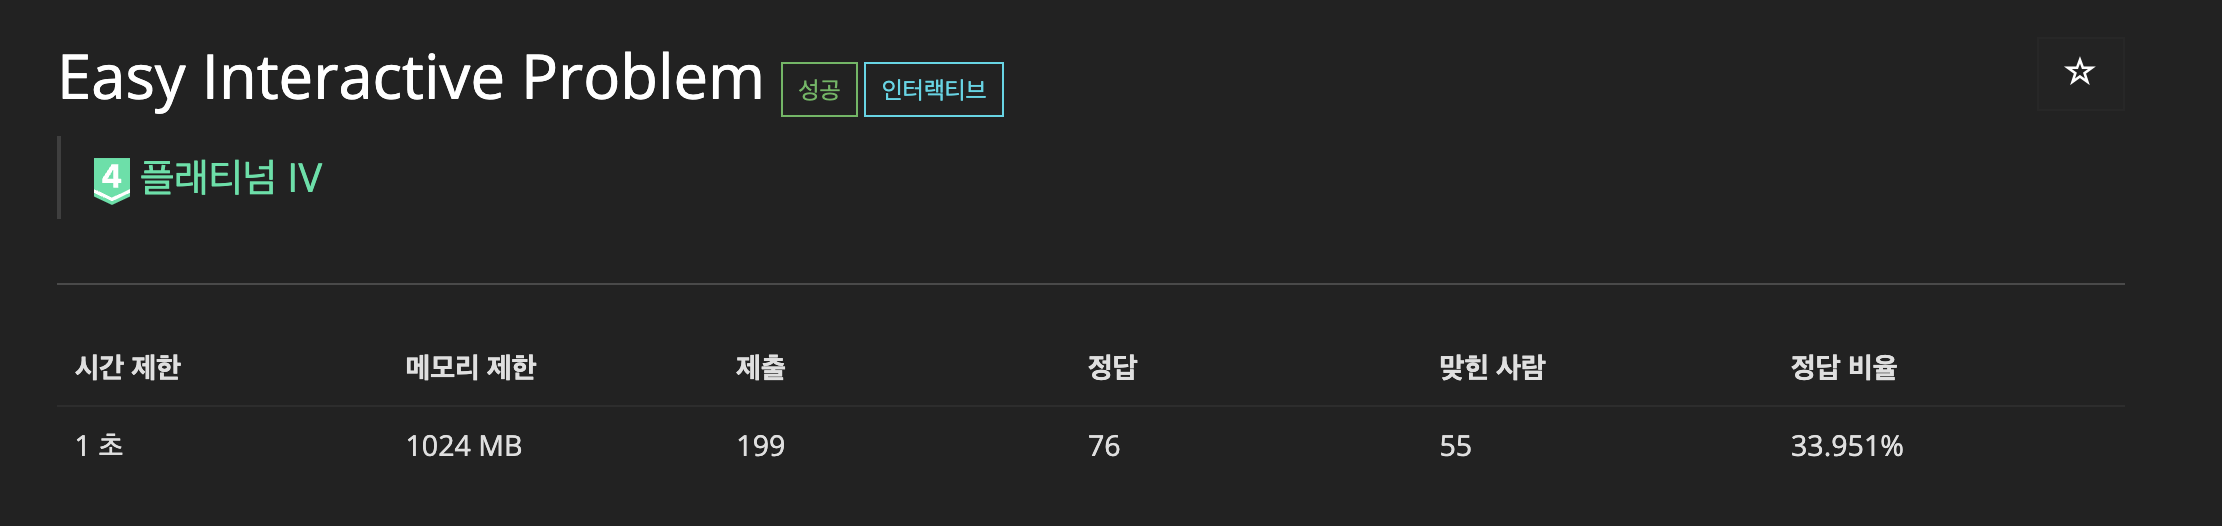 Easy Interactive Problem 성공 인터랙티브
4 플래티넘 IV
시간 제한 메모리 제한 제출 정답 맞힌 사람 정답 비율
1 초 1024 MB 199 76 55 33.951%